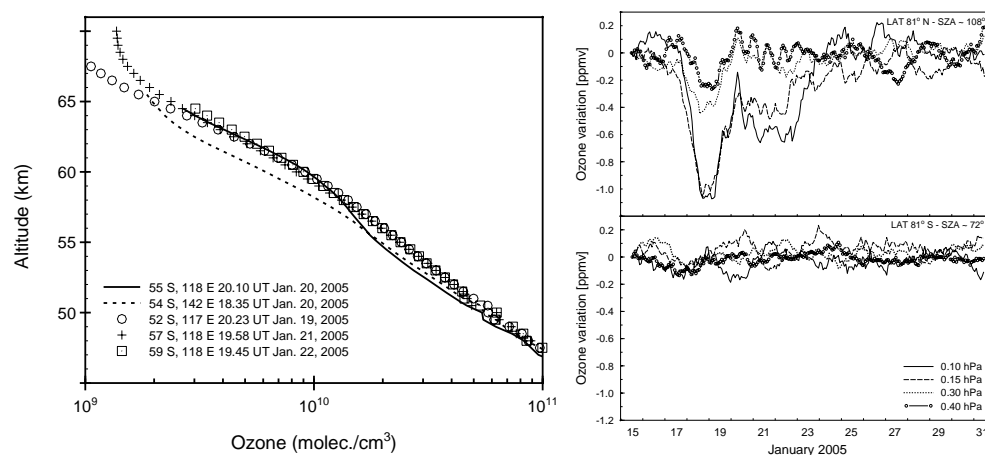 Altitude (km)
65
60
55
50
55 S, 118 E 20.10 UT Jan. 20, 2005
54 S, 142 E 18.35 UT Jan. 20, 2005
52 S, 117 E 20.23 UT Jan. 19, 2005
57 S, 118 E 19.58 UT Jan. 21, 2005
59 S, 118 E 19.45 UT Jan. 22, 2005
10⁹ 10¹⁰ 10¹¹
Ozone (molec./cm³)
LAT 81° N - SZA ~ 108°
Ozone variation [ppmv]
0.2
0
-0.2
-0.4
-0.6
-0.8
-1.0
LAT 81° S - SZA ~ 72°
Ozone variation [ppmv]
0.2
0
-0.2
-0.4
-0.6
-0.8
-1.0
-1.2
0.10 hPa
0.15 hPa
0.30 hPa
0.40 hPa
15 17 19 21 23 25 27 29 31
January 2005